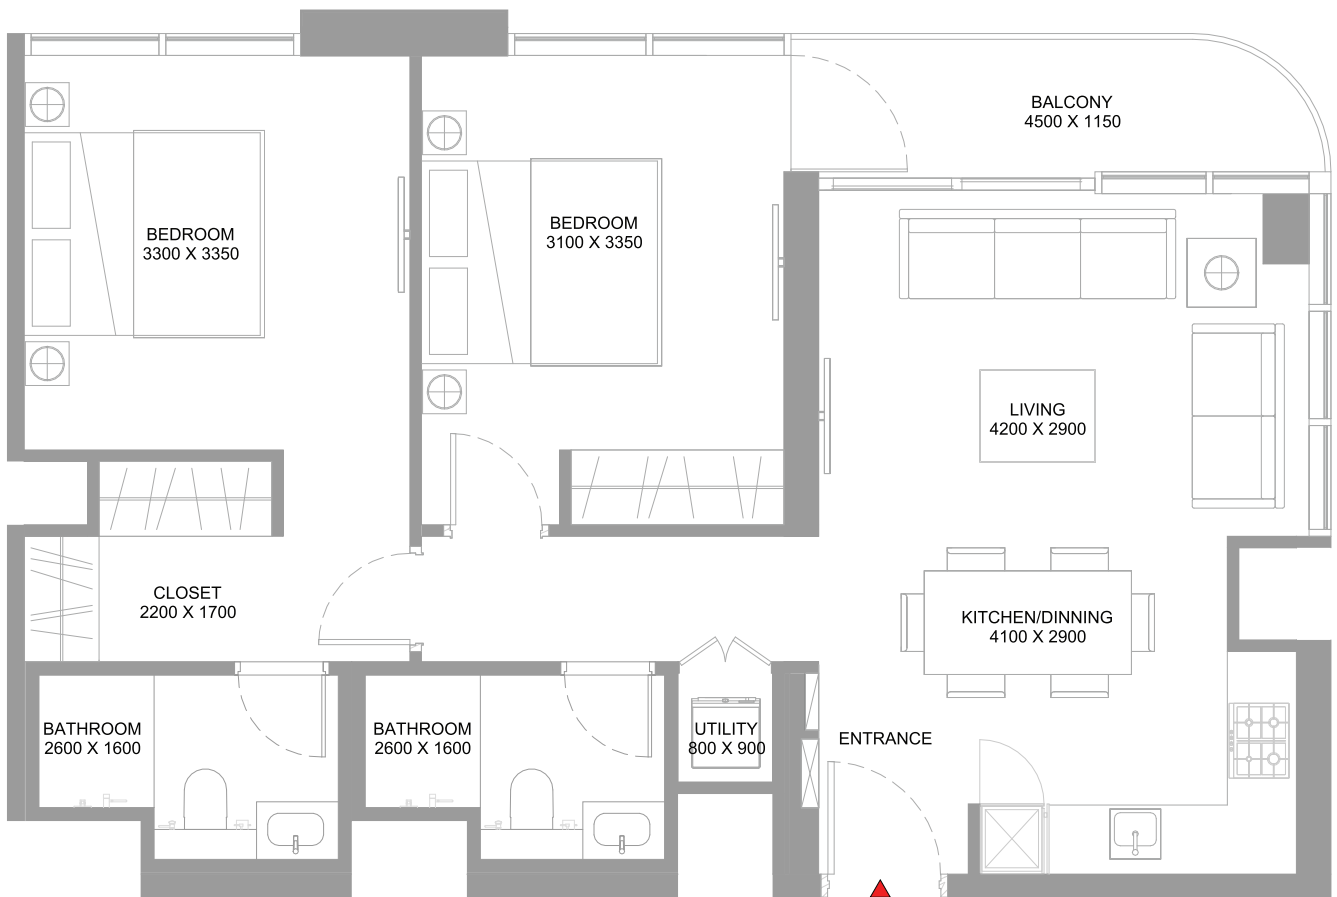 BALCONY
4500 X 1150
BEDROOM
3300 X 3350
BEDROOM
3100 X 3350
LIVING
4200 X 2900
CLOSET
2200 X 1700
KITCHEN/DINNING
4100 X 2900
BATHROOM
2600 X 1600
BATHROOM
2600 X 1600
UTILITY
800 X 900
ENTRANCE